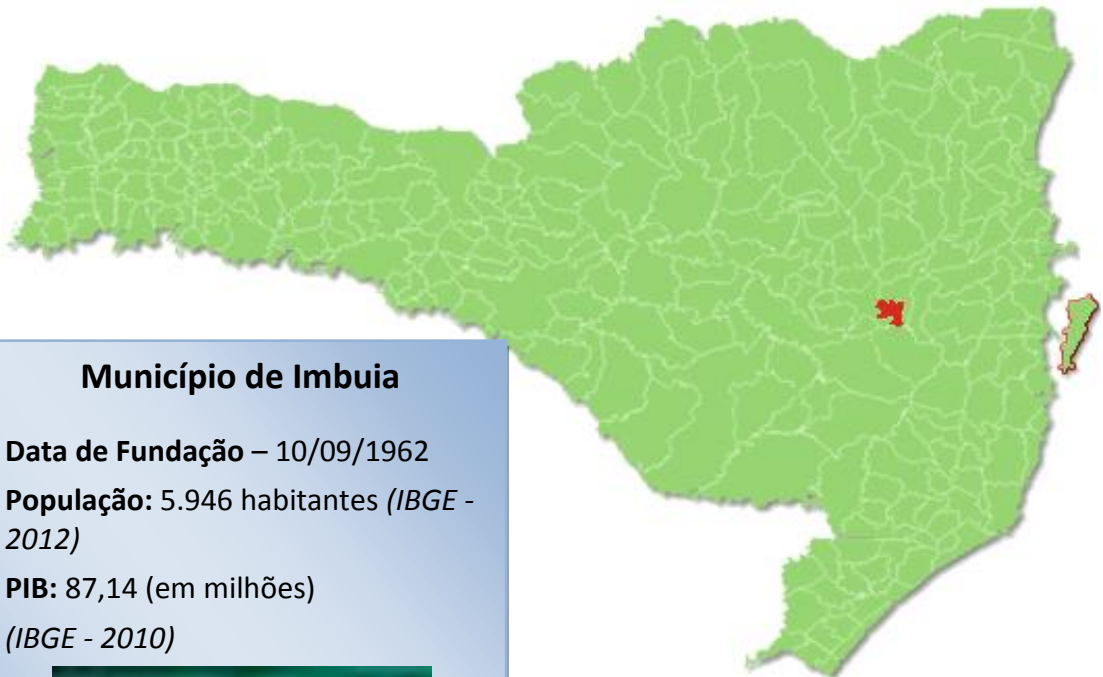 Município de Imbuia
Data de Fundação – 10/09/1962
População: 5.946 habitantes (IBGE -
2012)
PIB: 87,14 (em milhões)
(IBGE - 2010)